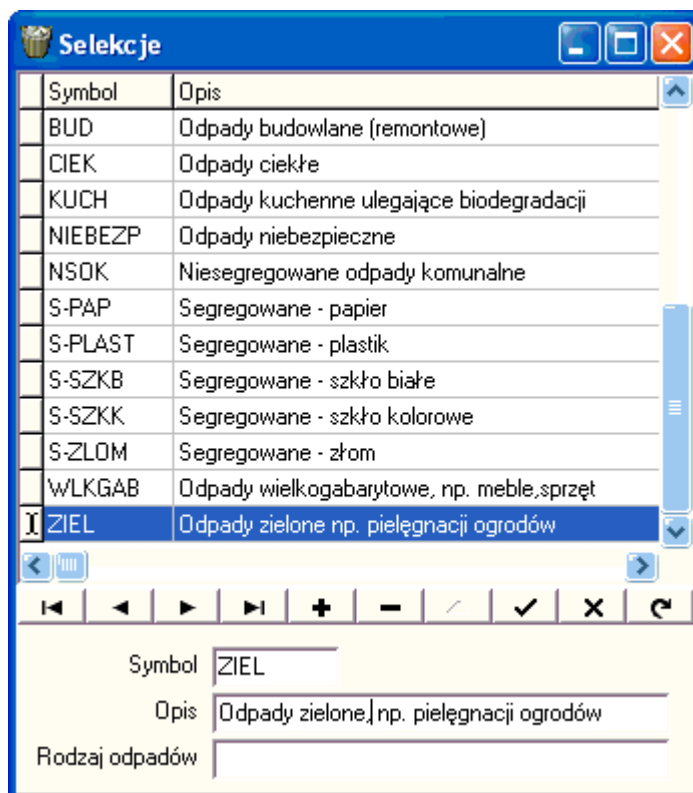 Selekcje
Symbol Opis
BUD Odpady budowlane (remontowe)
CIEK Odpady ciekłe
KUCH Odpady kuchenne ulegające biodegradacji
NIEBEZP Odpady niebezpieczne
NSOK Niesegregowane odpady komunalne
S-PAP Segregowane - papier
S-PLAST Segregowane - plastik
S-SZKB Segregowane - szkło białe
S-SZKK Segregowane - szkło kolorowe
S-ZLOM Segregowane - złom
WLKGAB Odpady wielkogabarytowe, np. meble,sprzęt
ZIEL Odpady zielone np. pielęgnacji ogrodów
Symbol ZIEL
Opis Odpady zielone, np. pielęgnacji ogrodów
Rodzaj odpadów